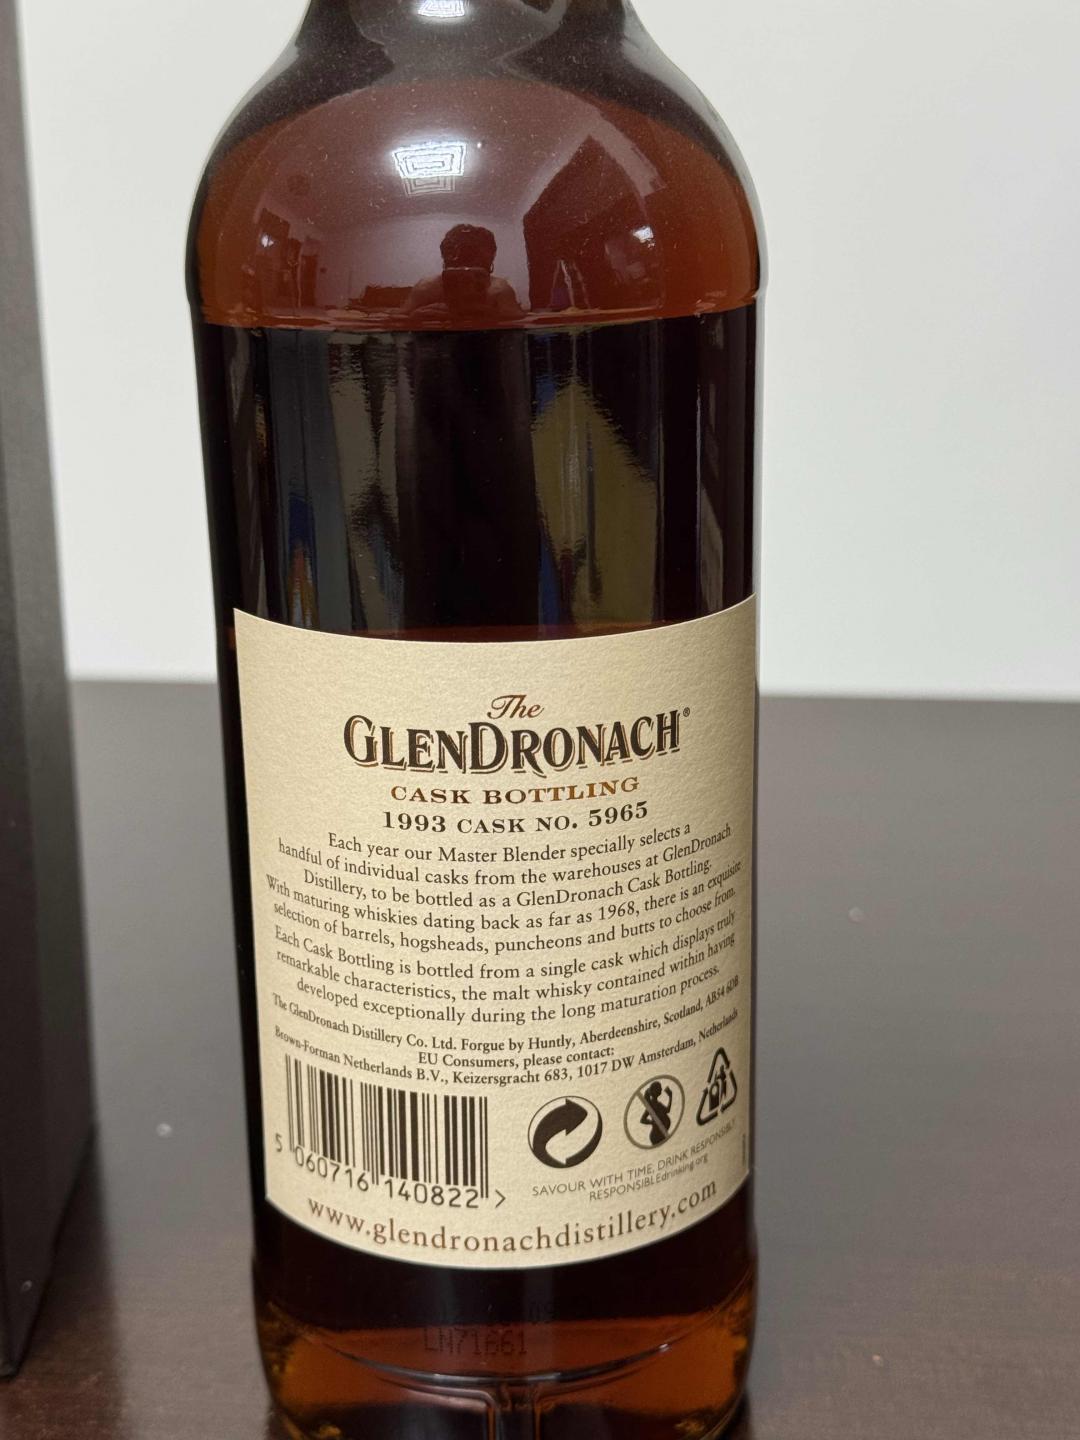 The
GLENDRONACH®
CASK BOTTLING
1993 CASK NO. 5965
Each year our Master Blender specially selects a
handful of individual casks from the warehouses at GlenDronach
Distillery, to be bottled as a GlenDronach Cask Bottling.
With maturing whiskies dating back as far as 1968, there is an exquisite
selection of barrels, hogsheads, puncheons and butts to choose from.
Each Cask Bottling is bottled from a single cask which displays truly
remarkable characteristics, the malt whisky contained within having
developed exceptionally during the long maturation process.
The GlenDronach Distillery Co. Ltd. Forgue by Huntly, Aberdeenshire, Scotland, AB54 6DB
EU Consumers, please contact:
Brown-Forman Netherlands B.V., Keizersgracht 683, 1017 DW Amsterdam, Netherlands
5 060716 140822 >
SAVOUR WITH TIME, DRINK RESPONSIBLY
RESPONSIBLEdrinking.org
www.glendronachdistillery.com
LN71661